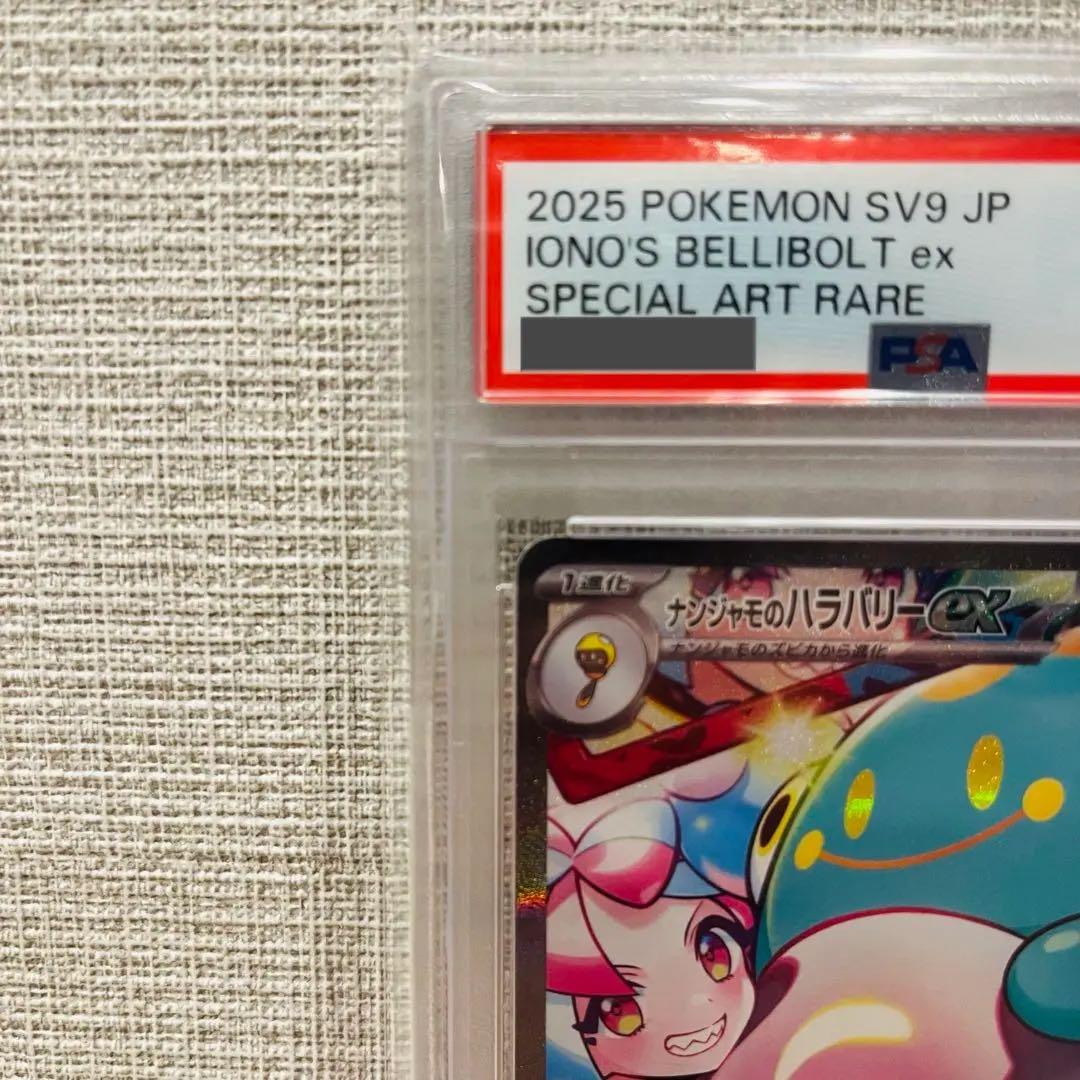 2025 POKEMON SV9 JP
IONO'S BELLIBOLT ex
SPECIAL ART RARE
PSA
1進化
ナンジャモのハラバリーex
ナンジャモのズピカから進化